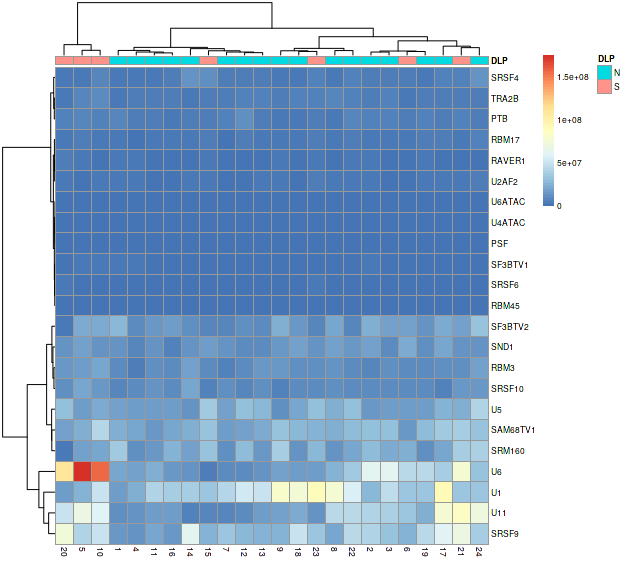 DLP
SRSF4
TRA2B
PTB
RBM17
RAVER1
U2AF2
U6ATAC
U4ATAC
PSF
SF3BTV1
SRSF6
RBM45
SF3BTV2
SND1
RBM3
SRSF10
U5
SAM68TV1
SRM160
U6
U1
U11
SRSF9
20 5 10 1 4 11 16 14 15 7 12 13 9 18 23 8 22 2 3 6 19 17 21 24
1.5e+08
1e+08
5e+07
0
DLP
N
S